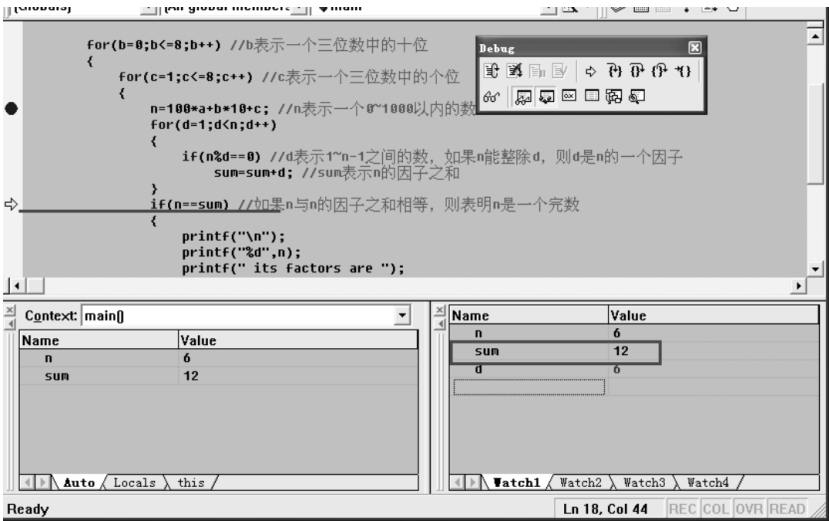 (Globals) (All global members main
for(b=0;b<=8;b++) //b表示一个三位数中的十位
{
for(c=1;c<=8;c++) //c表示一个三位数中的个位
{
n=100*a+b*10+c; //n表示一个0~1000以内的数
for(d=1;d<n;d++)
{
if(n%d==0) //d表示1~n-1之间的数，如果n能整除d，则d是n的一个因子
sum=sum+d; //sum表示n的因子之和
}
if(n==sum) //如果n与n的因子之和相等，则表明n是一个完数
{
printf("\n");
printf("%d",n);
printf(" its factors are ");
Debug
Context: main()
Name Value
n 6
sum 12
Auto Locals this
Name Value
n 6
sum 12
d 6
Watch1 Watch2 Watch3 Watch4
Ready Ln 18, Col 44 REC COL OVR READ